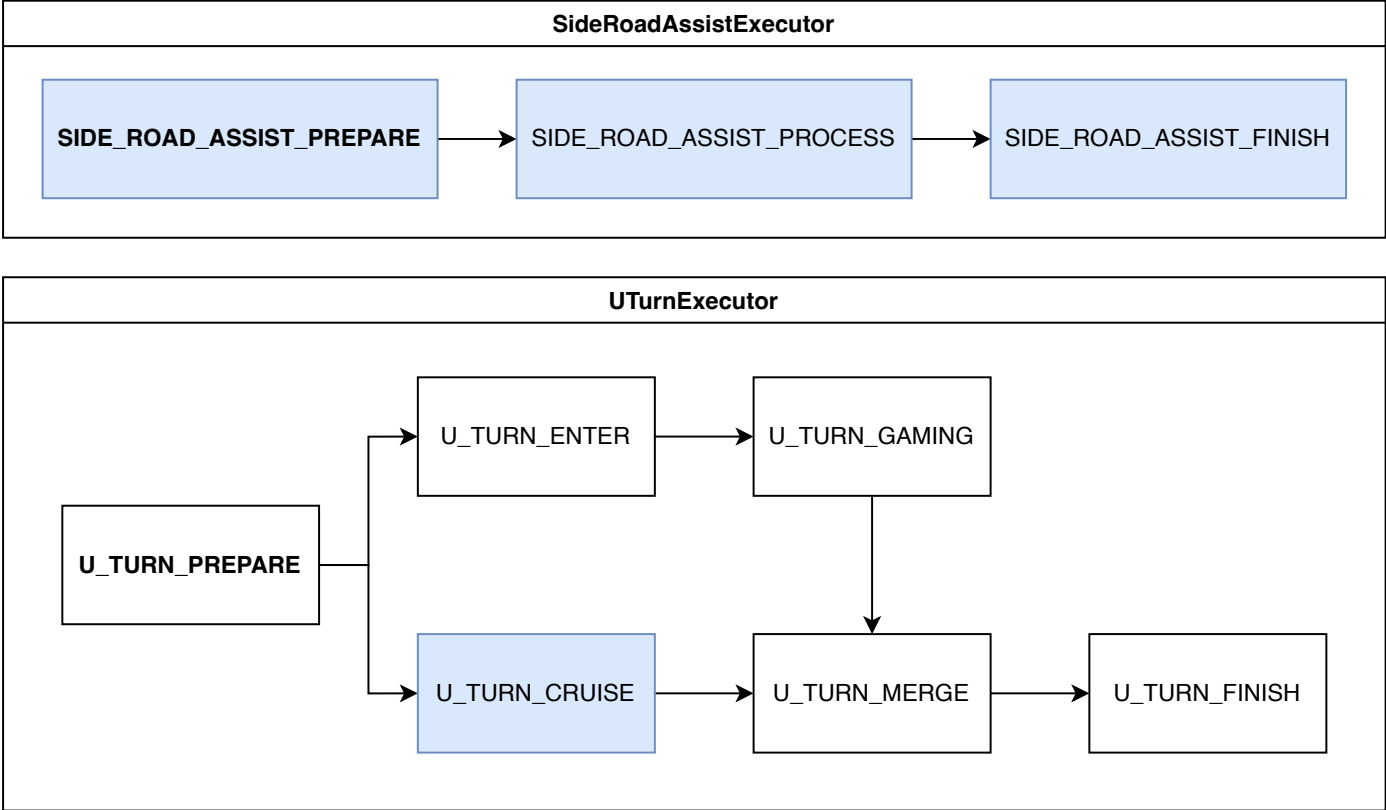 SideRoadAssistExecutor
SIDE_ROAD_ASSIST_PREPARE
SIDE_ROAD_ASSIST_PROCESS
SIDE_ROAD_ASSIST_FINISH
UTurnExecutor
U_TURN_ENTER
U_TURN_GAMING
U_TURN_PREPARE
U_TURN_CRUISE
U_TURN_MERGE
U_TURN_FINISH